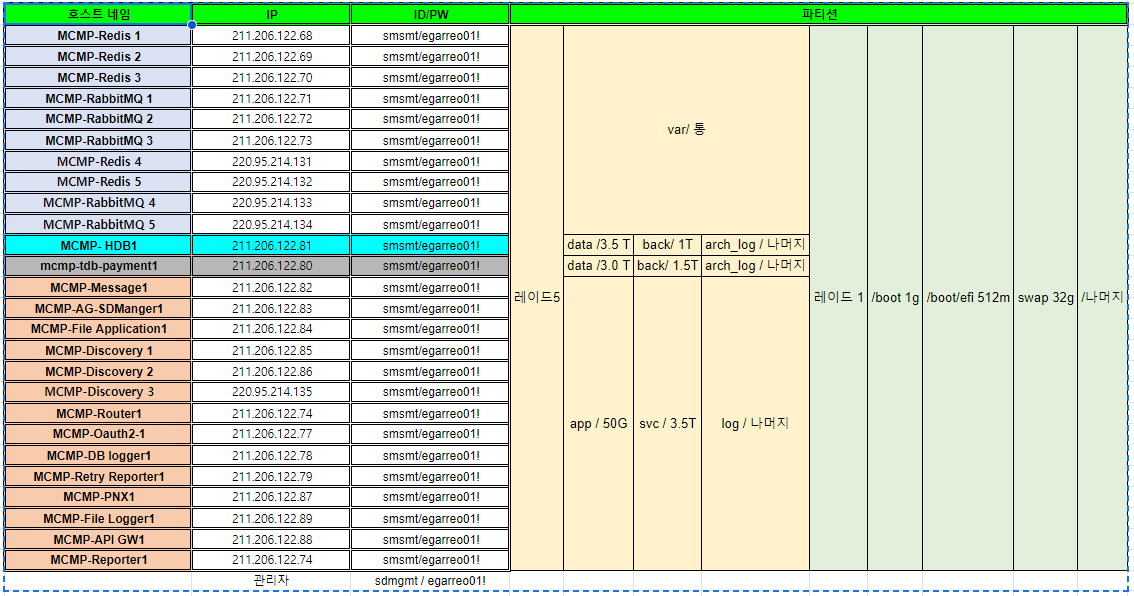 호스트 네임 IP ID/PW 파티션
MCMP-Redis 1 211.206.122.68 smsmt/egarreo01!
MCMP-Redis 2 211.206.122.69 smsmt/egarreo01!
MCMP-Redis 3 211.206.122.70 smsmt/egarreo01!
MCMP-RabbitMQ 1 211.206.122.71 smsmt/egarreo01!
MCMP-RabbitMQ 2 211.206.122.72 smsmt/egarreo01!
var/ 통
MCMP-RabbitMQ 3 211.206.122.73 smsmt/egarreo01!
MCMP-Redis 4 220.95.214.131 smsmt/egarreo01!
MCMP-Redis 5 220.95.214.132 smsmt/egarreo01!
MCMP-RabbitMQ 4 220.95.214.133 smsmt/egarreo01!
MCMP-RabbitMQ 5 220.95.214.134 smsmt/egarreo01!
MCMP- HDB1 211.206.122.81 smsmt/egarreo01! data /3.5 T back/ 1T arch_log / 나머지
mcmp-tdb-payment1 211.206.122.80 smsmt/egarreo01! data /3.0 T back/ 1.5T arch_log / 나머지
MCMP-Message1 211.206.122.82 smsmt/egarreo01!
레이드5 레이드 1 /boot 1g /boot/efi 512m swap 32g /나머지
MCMP-AG-SDManger1 211.206.122.83 smsmt/egarreo01!
MCMP-File Application1 211.206.122.84 smsmt/egarreo01!
MCMP-Discovery 1 211.206.122.85 smsmt/egarreo01!
MCMP-Discovery 2 211.206.122.86 smsmt/egarreo01!
MCMP-Discovery 3 220.95.214.135 smsmt/egarreo01!
MCMP-Router1 211.206.122.74 smsmt/egarreo01!
app / 50G svc / 3.5T log / 나머지
MCMP-Oauth2-1 211.206.122.77 smsmt/egarreo01!
MCMP-DB logger1 211.206.122.78 smsmt/egarreo01!
MCMP-Retry Reporter1 211.206.122.79 smsmt/egarreo01!
MCMP-PNX1 211.206.122.87 smsmt/egarreo01!
MCMP-File Logger1 211.206.122.89 smsmt/egarreo01!
MCMP-API GW1 211.206.122.88 smsmt/egarreo01!
MCMP-Reporter1 211.206.122.74 smsmt/egarreo01!
관리자 sdmgmt / egarreo01!